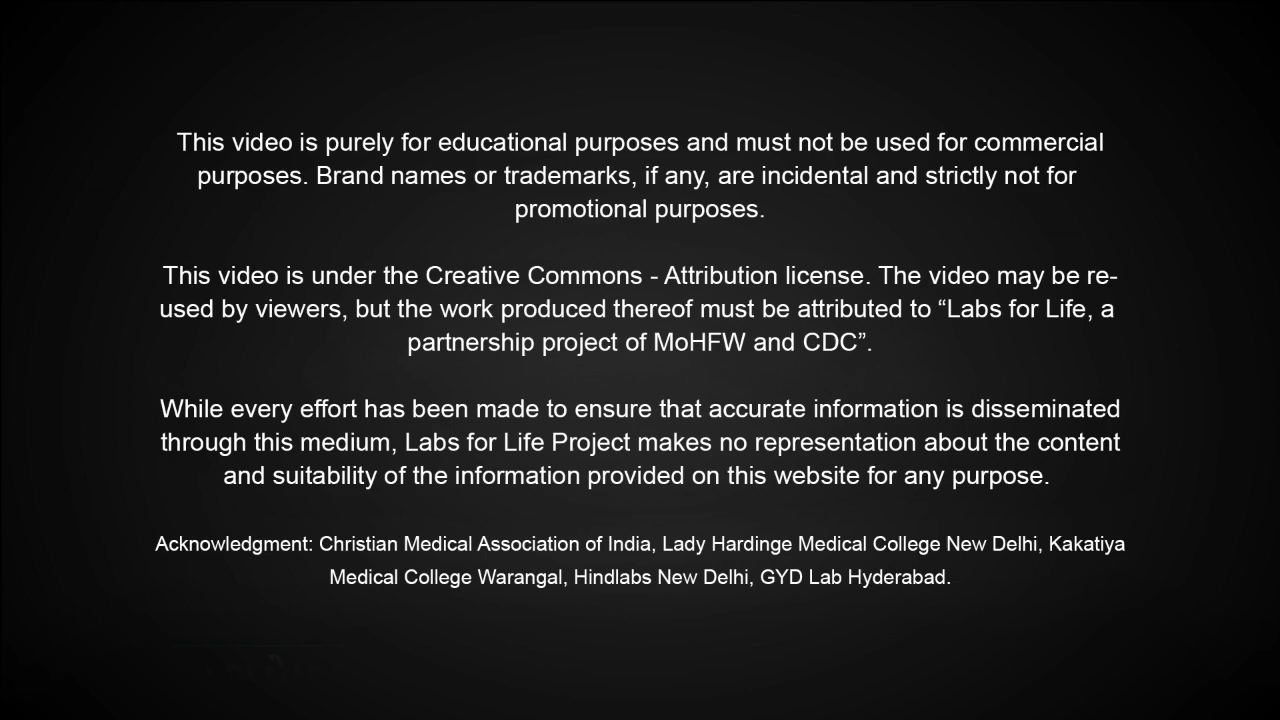 This video is purely for educational purposes and must not be used for commercial
purposes. Brand names or trademarks, if any, are incidental and strictly not for
promotional purposes.
This video is under the Creative Commons - Attribution license. The video may be re-
used by viewers, but the work produced thereof must be attributed to “Labs for Life, a
partnership project of MoHFW and CDC”.
While every effort has been made to ensure that accurate information is disseminated
through this medium, Labs for Life Project makes no representation about the content
and suitability of the information provided on this website for any purpose.
Acknowledgment: Christian Medical Association of India, Lady Hardinge Medical College New Delhi, Kakatiya
Medical College Warangal, Hindlabs New Delhi, GYD Lab Hyderabad.